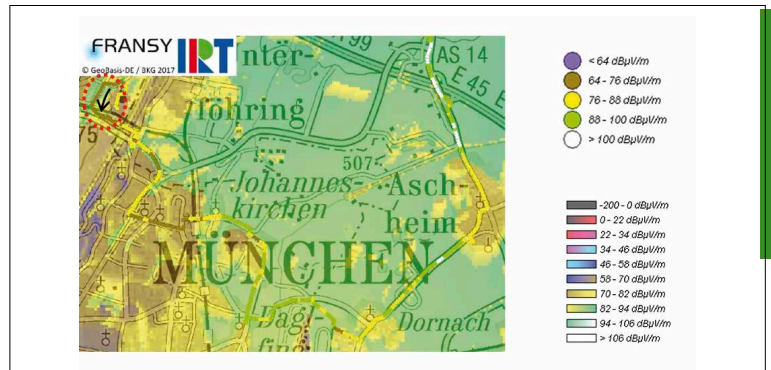 FRANSY IRT
© GeoBasis-DE / BKG 2017
nter-
föhring
99
AS 14
E 45
75
507
Johannes-
kirchen
Asch-
heim
MÜNCHEN
Dagl-
fing
Dornach
< 64 dBµV/m
64 - 76 dBµV/m
76 - 88 dBµV/m
88 - 100 dBµV/m
> 100 dBµV/m
-200 - 0 dBµV/m
0 - 22 dBµV/m
22 - 34 dBµV/m
34 - 46 dBµV/m
46 - 58 dBµV/m
58 - 70 dBµV/m
70 - 82 dBµV/m
82 - 94 dBµV/m
94 - 106 dBµV/m
> 106 dBµV/m